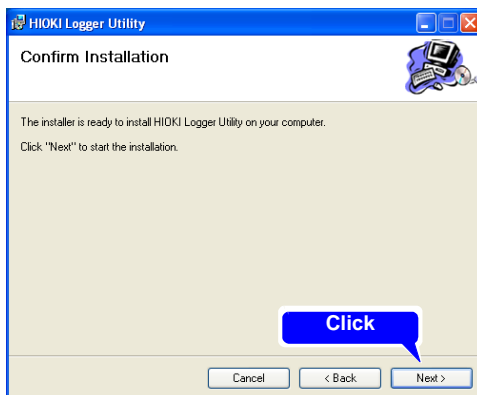 HIOKI Logger Utility
Confirm Installation
The installer is ready to install HIOKI Logger Utility on your computer.
Click "Next" to start the installation.
Click
Cancel
< Back
Next >